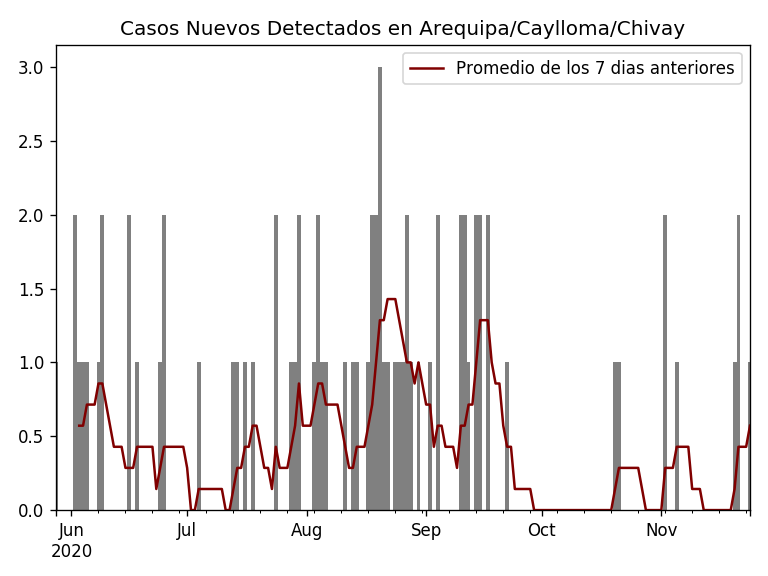 Casos Nuevos Detectados en Arequipa/Caylloma/Chivay
Promedio de los 7 dias anteriores
3.0
2.5
2.0
1.5
1.0
0.5
0.0
Jun Jul Aug Sep Oct Nov
2020